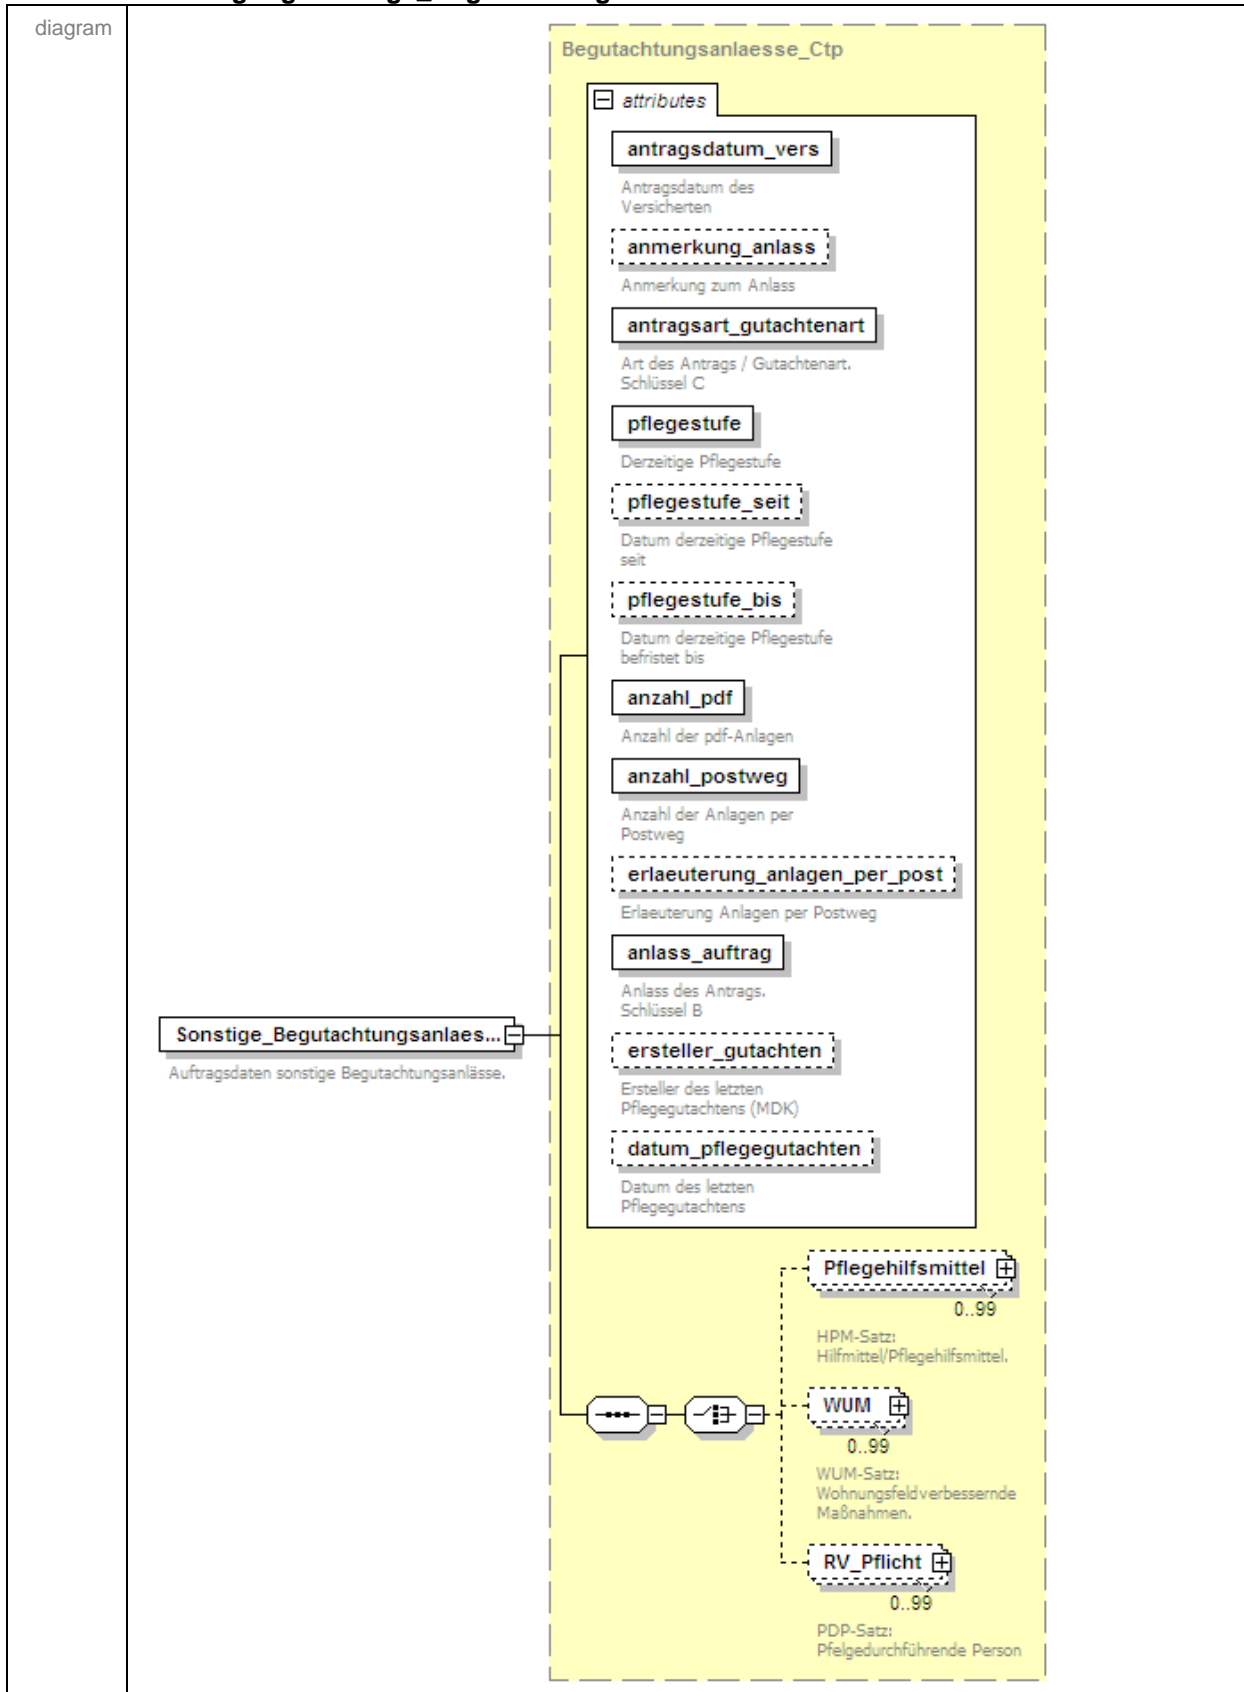 diagram
Begutachtungsanlaesse_Ctp
attributes
antragsdatum_vers
Antragsdatum des
Versicherten
anmerkung_anlass
Anmerkung zum Anlass
antragsart_gutachtenart
Art des Antrags / Gutachtenart.
Schlüssel C
pflegestufe
Derzeitige Pflegestufe
pflegestufe_seit
Datum derzeitige Pflegestufe
seit
pflegestufe_bis
Datum derzeitige Pflegestufe
befristet bis
anzahl_pdf
Anzahl der pdf-Anlagen
anzahl_postweg
Anzahl der Anlagen per
Postweg
erlaeuterung_anlagen_per_post
Erlaeuterung Anlagen per Postweg
anlass_auftrag
Anlass des Antrags.
Schlüssel B
Sonstige_Begutachtungsanlaes...
Auftragsdaten sonstige Begutachtungsanlässe.
ersteller_gutachten
Ersteller des letzten
Pflegegutachtens (MDK)
datum_pflegegutachten
Datum des letzten
Pflegegutachtens
Pflegehilfsmittel
0..99
HPM-Satz:
Hilfmittel/Pflegehilfsmittel.
WUM
0..99
WUM-Satz:
Wohnungsfeldverbessernde
Maßnahmen.
RV_Pflicht
0..99
PDP-Satz:
Pfelgedurchführende Person